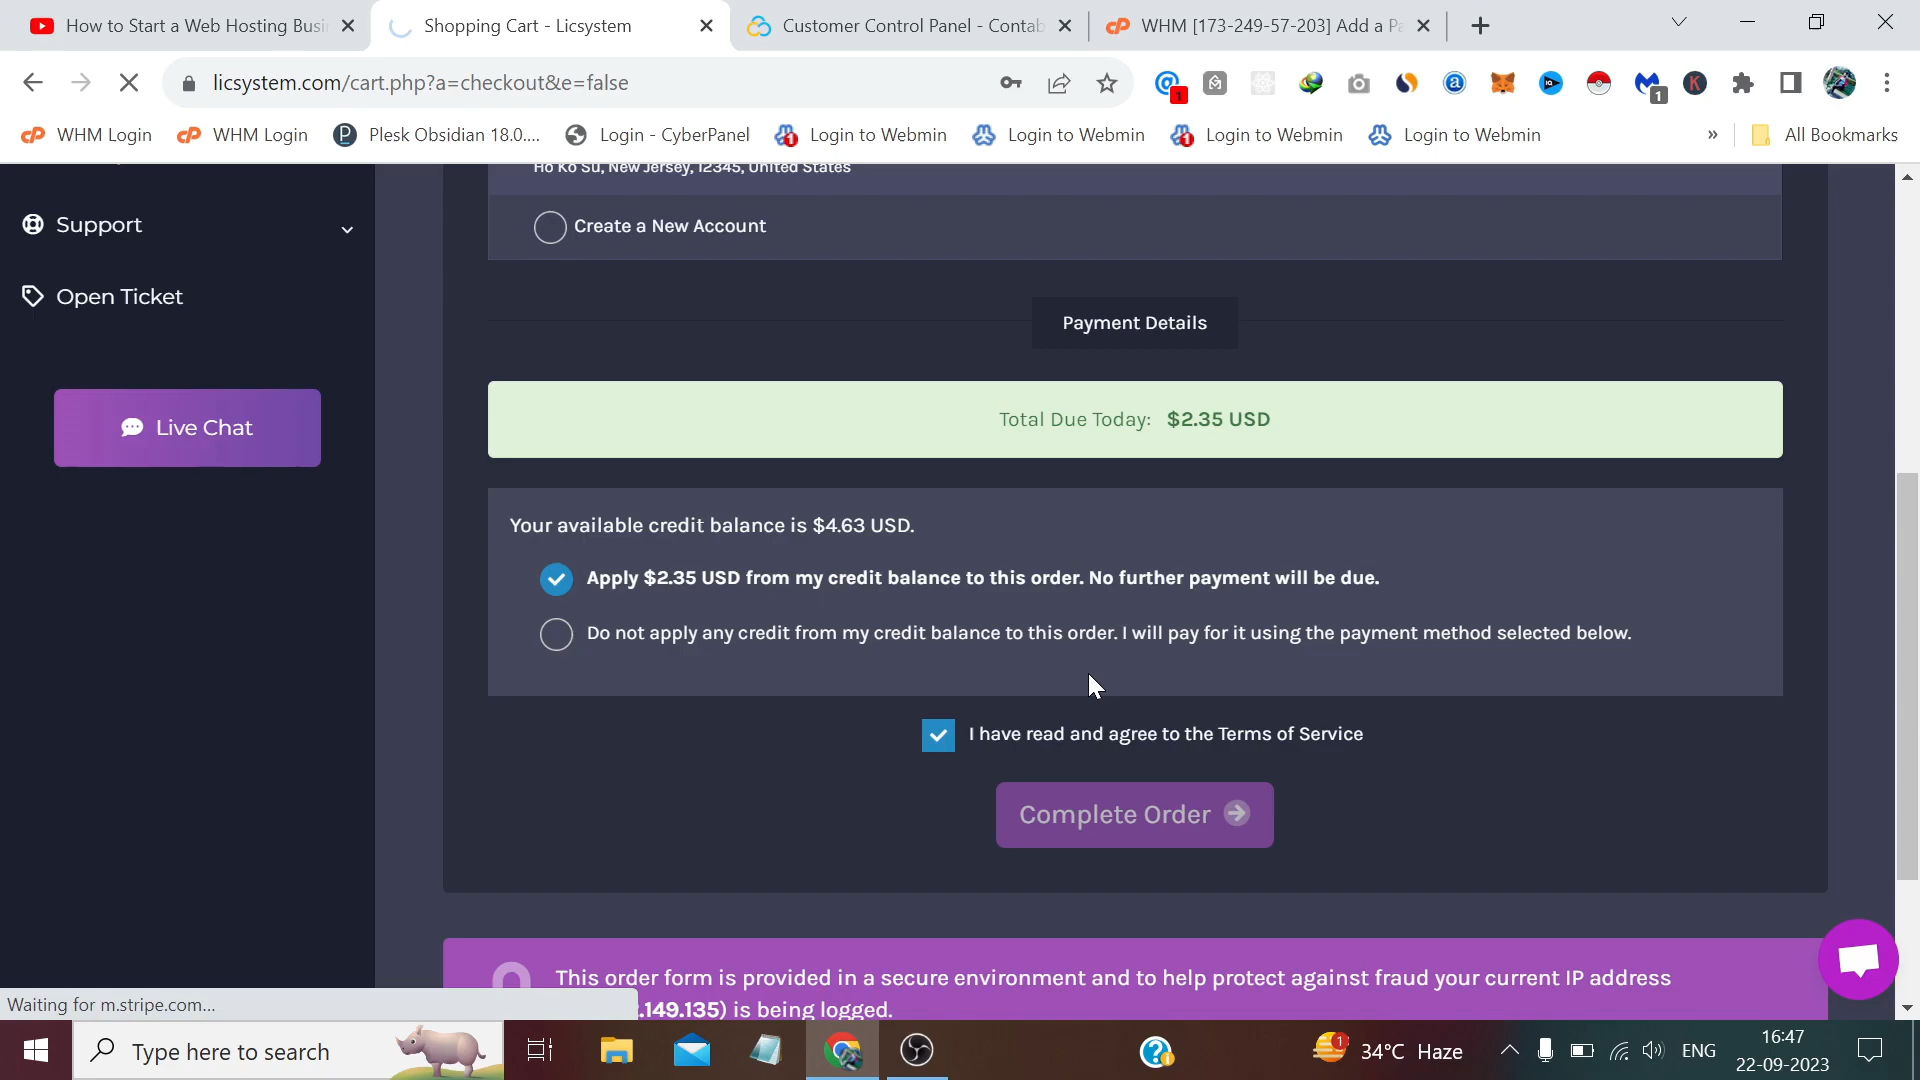 How to Start a Web Hosting Busi
Shopping Cart - Licsystem
Customer Control Panel - Contab
WHM [173-249-57-203] Add a Pa
licsystem.com/cart.php?a=checkout&e=false
1
1
WHM Login
WHM Login
Plesk Obsidian 18.0....
Login - CyberPanel
Login to Webmin
Login to Webmin
Login to Webmin
Login to Webmin
»
All Bookmarks
Ho Ko Su, New Jersey, 12345, United States
Support
Create a New Account
Open Ticket
Payment Details
Live Chat
Total Due Today: $2.35 USD
Your available credit balance is $4.63 USD.
Apply $2.35 USD from my credit balance to this order. No further payment will be due.
Do not apply any credit from my credit balance to this order. I will pay for it using the payment method selected below.
I have read and agree to the Terms of Service
Complete Order
This order form is provided in a secure environment and to help protect against fraud your current IP address
.149.135) is being logged.
Waiting for m.stripe.com...
Type here to search
1
34°C Haze
ENG
16:47
22-09-2023